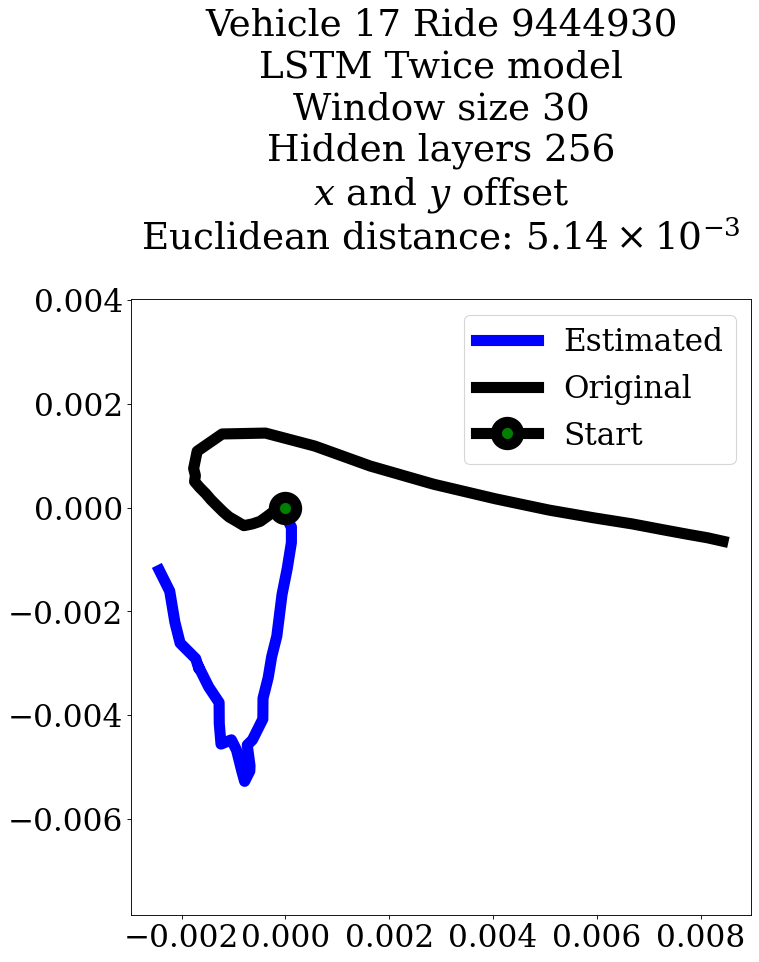 Vehicle 17 Ride 9444930
LSTM Twice model
Window size 30
Hidden layers 256
x and y offset
Euclidean distance: 5.14 × 10⁻³
0.004
0.002
0.000
−0.002
−0.004
−0.006
Estimated
Original
Start
−0.002 0.000 0.002 0.004 0.006 0.008